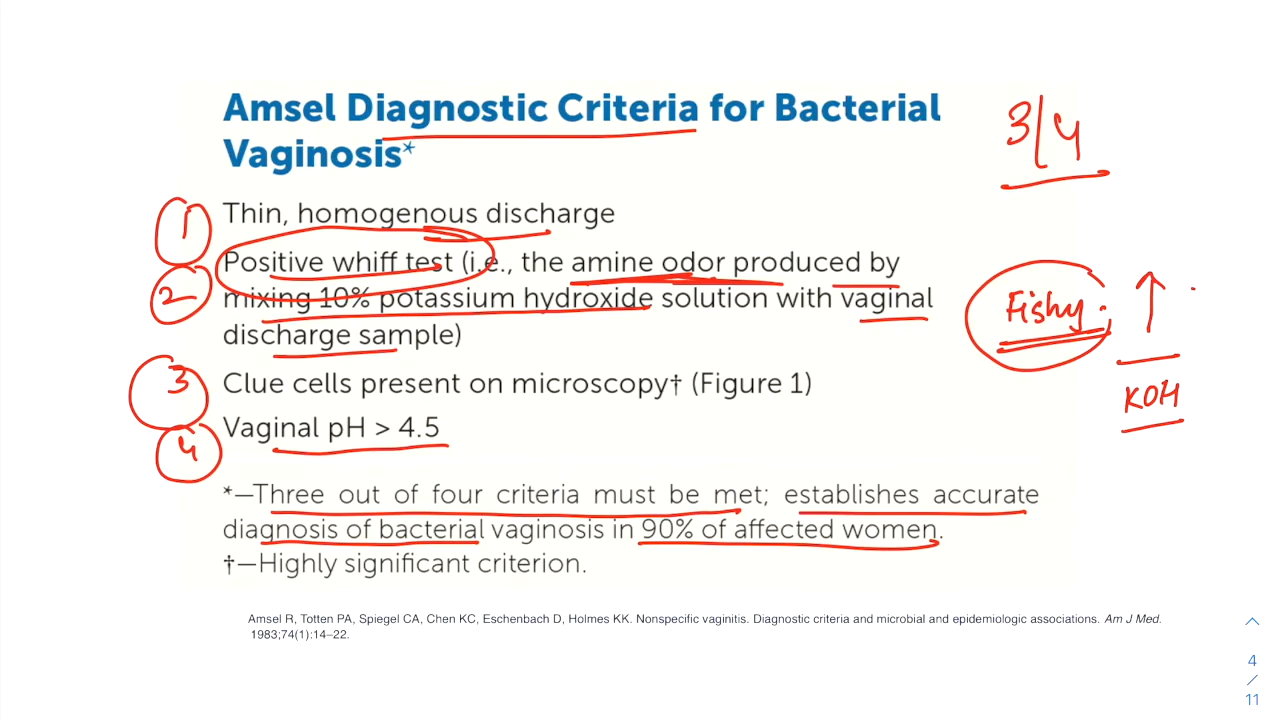 Amsel Diagnostic Criteria for Bacterial
Vaginosis*
3/4
1
Thin, homogenous discharge
2
Positive whiff test (i.e., the amine odor produced by
mixing 10% potassium hydroxide solution with vaginal
discharge sample)
Fishy
↑
KOH
3
Clue cells present on microscopy† (Figure 1)
4
Vaginal pH > 4.5
*—Three out of four criteria must be met; establishes accurate
diagnosis of bacterial vaginosis in 90% of affected women.
†—Highly significant criterion.
Amsel R, Totten PA, Spiegel CA, Chen KC, Eschenbach D, Holmes KK. Nonspecific vaginitis. Diagnostic criteria and microbial and epidemiologic associations. Am J Med.
1983;74(1):14–22.
4
/
11